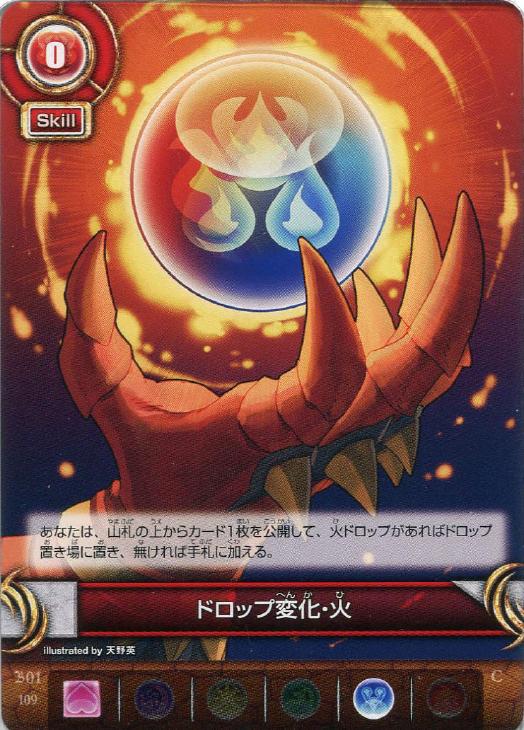 0
Skill
あなたは、山札の上からカード1枚を公開して、火ドロップがあればドロップ
置き場に置き、無ければ手札に加える。
ドロップ変化・火
illustrated by 天野英
B01
109
C